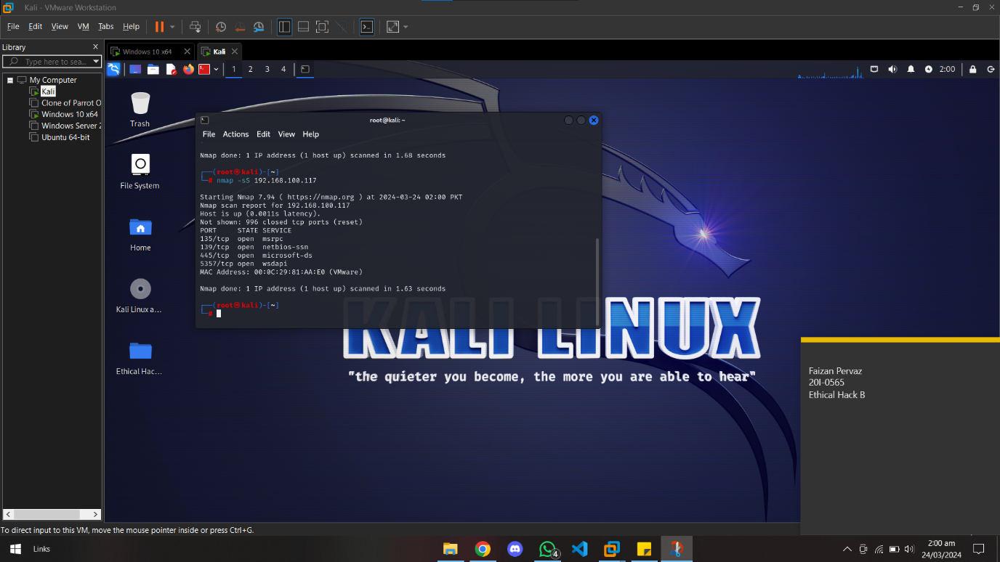 Kali - VMware Workstation
File Edit View VM Tabs Help
Library
Type here to sea...
My Computer
Kali
Clone of Parrot O
Windows 10 x64
Windows Server 2
Ubuntu 64-bit
Windows 10 x64
Kali
1 2 3 4
2:00
Trash
File System
Home
Kali Linux a...
Ethical Hac...
root@kali: ~
File Actions Edit View Help
Nmap done: 1 IP address (1 host up) scanned in 1.68 seconds
┌──(root㉿kali)-[~]
└─# nmap -sS 192.168.100.117
Starting Nmap 7.94 ( https://nmap.org ) at 2024-03-24 02:00 PKT
Nmap scan report for 192.168.100.117
Host is up (0.0011s latency).
Not shown: 996 closed tcp ports (reset)
PORT     STATE SERVICE
135/tcp  open  msrpc
139/tcp  open  netbios-ssn
445/tcp  open  microsoft-ds
5357/tcp open  wsdapi
MAC Address: 00:0C:29:81:AA:E0 (VMware)
Nmap done: 1 IP address (1 host up) scanned in 1.63 seconds
┌──(root㉿kali)-[~]
└─#
KALI LINUX
"the quieter you become, the more you are able to hear"
Faizan Pervaz
20I-0565
Ethical Hack B
To direct input to this VM, move the mouse pointer inside or press Ctrl+G.
Links
4
2:00 am
24/03/2024